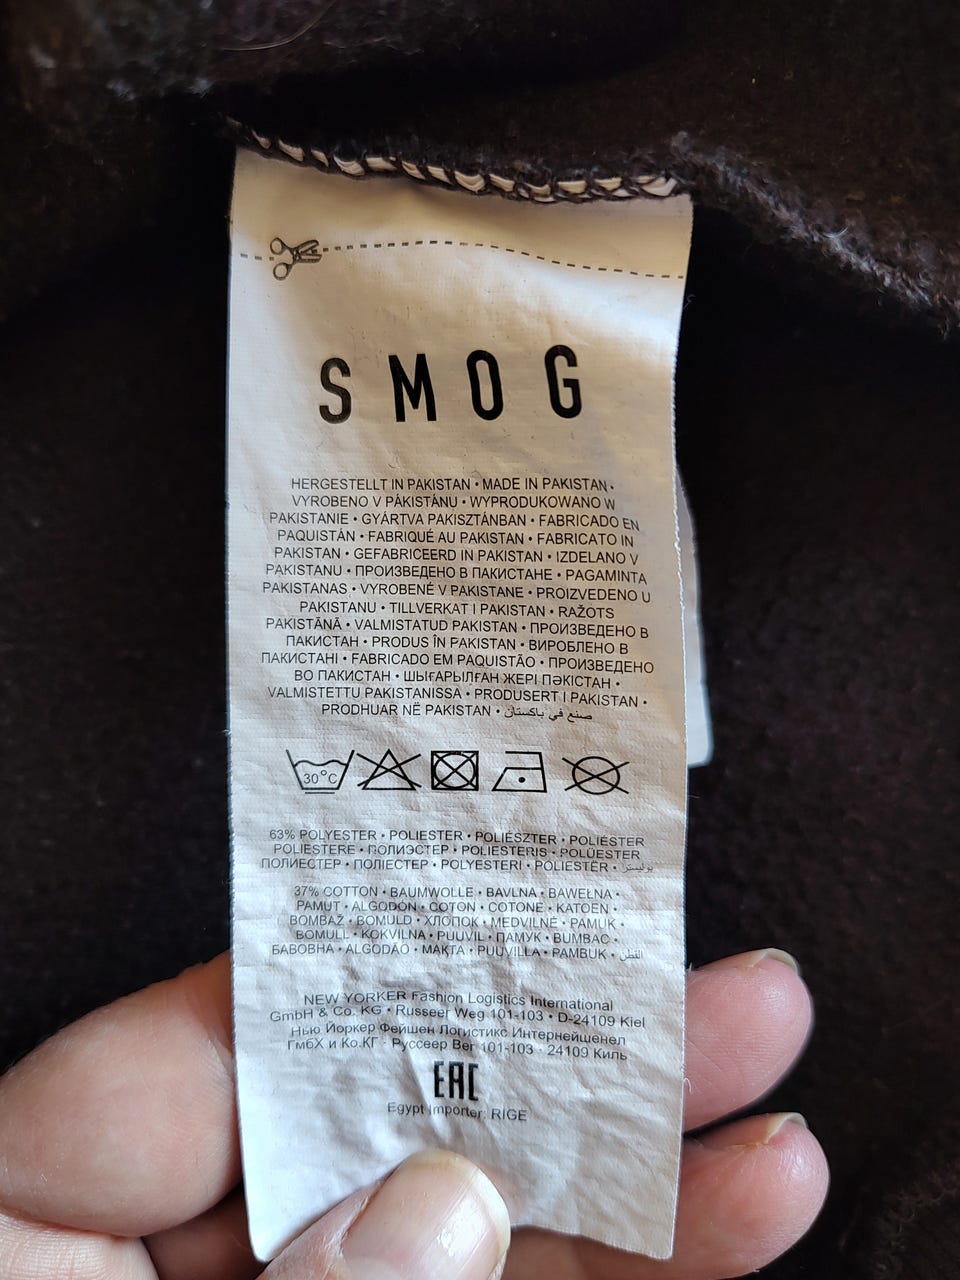 SMOG
HERGESTELLT IN PAKISTAN • MADE IN PAKISTAN •
VYROBENO V PÁKISTÁNU • WYPRODUKOWANO W
PAKISTANIE • GYÁRTVA PAKISZTÁNBAN • FABRICADO EN
PAQUISTÁN • FABRIQUÉ AU PAKISTAN • FABRICATO IN
PAKISTAN • GEFABRICEERD IN PAKISTAN • IZDELANO V
PAKISTANU • ПРОИЗВЕДЕНО В ПАКИСТАНЕ • PAGAMINTA
PAKISTANAS • VYROBENÉ V PAKISTANE • PROIZVEDENO U
PAKISTANU • TILLVERKAT I PAKISTAN • RAŽOTS
PAKISTĀNĀ • VALMISTATUD PAKISTAN • ПРОИЗВЕДЕНО В
ПАКИСТАН • PRODUS ÎN PAKISTAN • ВИРОБЛЕНО В
ПАКИСТАНІ • FABRICADO EM PAQUISTÃO • ПРОИЗВЕДЕНО
ВО ПАКИСТАН • ШЫҒАРЫЛҒАН ЖЕРІ ПӘКІСТАН •
VALMISTETTU PAKISTANISSA • PRODUSERT I PAKISTAN •
PRODHUAR NË PAKISTAN • صنع في باكستان
30°C
63% POLYESTER • POLIESTER • POLIÉSZTER • POLIÉSTER
POLIESTERE • ПОЛИЭСТЕР • POLIESTERIS • POLÜESTER
ПОЛИЕСТЕР • ПОЛІЕСТЕР • POLYESTERI • POLIESTËR • بوليستر
37% COTTON • BAUMWOLLE • BAVLNA • BAWEŁNA •
PAMUT • ALGODÓN • COTON • COTONE • KATOEN •
BOMBAŽ • BOMULD • ХЛОПОК • MEDVILNĖ • PAMUK •
BOMULL • KOKVILNA • PUUVIL • ПАМУК • BUMBAC •
БАВОВНА • ALGODÃO • МАҚТА • PUUVILLA • PAMBUK • القطن
NEW YORKER Fashion Logistics International
GmbH & Co. KG • Russeer Weg 101-103 • D-24109 Kiel
Нью Йоркер Фейшен Логистикс Интернейшенел
ГмбХ и Ко.КГ · Руссеер Вег 101-103 · 24109 Киль
EAC
Egypt Importer: RIGE